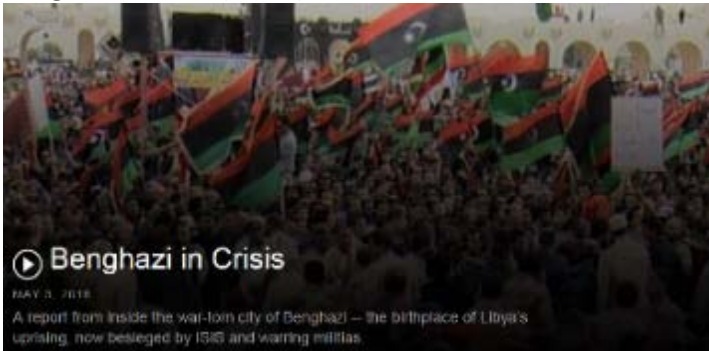 Benghazi in Crisis
MAY 3, 2016
A report from inside the war-torn city of Benghazi -- the birthplace of Libya's
uprising, now besieged by ISIS and warring militias